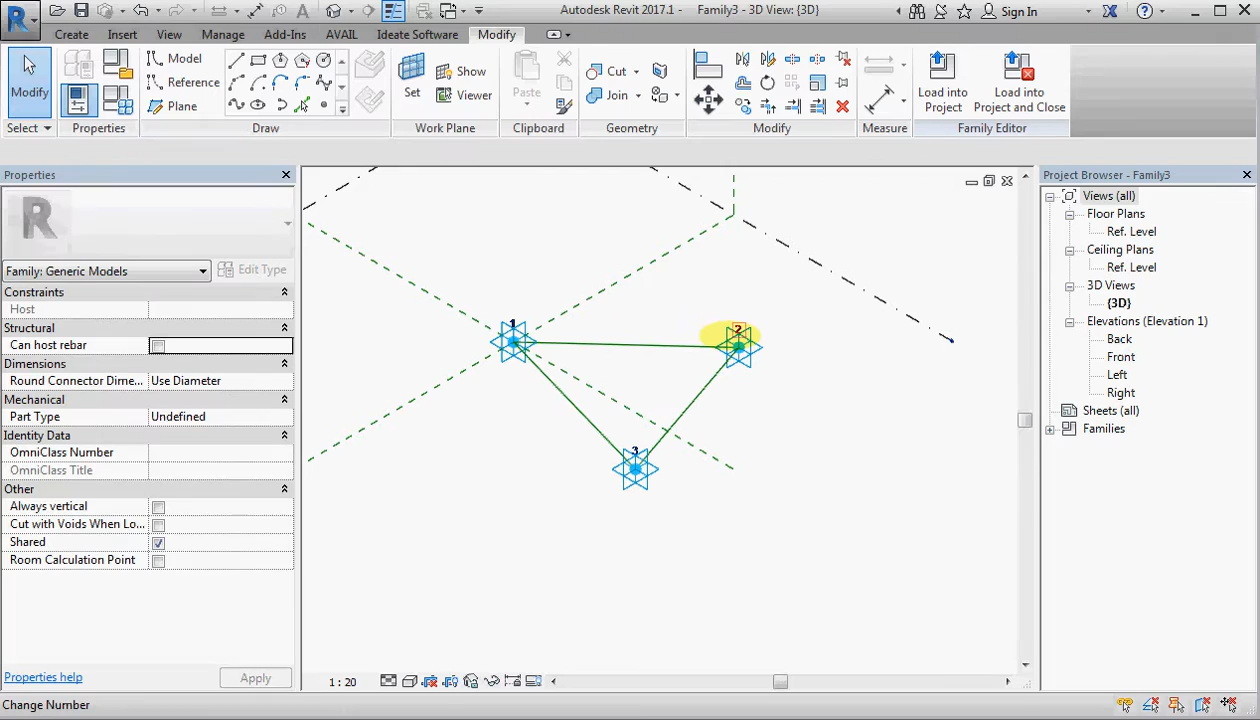 Autodesk Revit 2017.1 - Family3 - 3D View: {3D}
Sign In
Create Insert View Manage Add-Ins AVAIL Ideate Software Modify
Modify
Select
Properties
Model
Reference
Plane
Draw
Set
Show
Viewer
Work Plane
Paste
Clipboard
Cut
Join
Geometry
Modify
Measure
Load into
Project
Load into
Project and Close
Family Editor
Properties
R
Family: Generic Models
Edit Type
Constraints
Host
Structural
Can host rebar
Dimensions
Round Connector Dime... Use Diameter
Mechanical
Part Type Undefined
Identity Data
OmniClass Number
OmniClass Title
Other
Always vertical
Cut with Voids When Lo...
Shared
Room Calculation Point
Properties help
Apply
1
2
3
1 : 20
Project Browser - Family3
Views (all)
Floor Plans
Ref. Level
Ceiling Plans
Ref. Level
3D Views
{3D}
Elevations (Elevation 1)
Back
Front
Left
Right
Sheets (all)
Families
Change Number